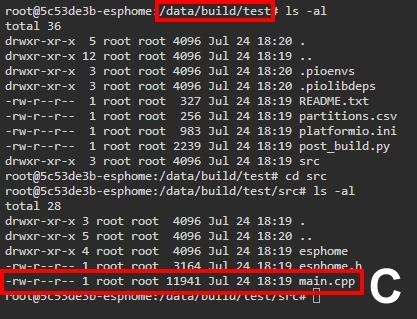 root@5c53de3b-esphome:/data/build/test# ls -al
total 36
drwxr-xr-x  5 root root 4096 Jul 24 18:20 .
drwxr-xr-x 12 root root 4096 Jul 24 18:19 ..
drwxr-xr-x  3 root root 4096 Jul 24 18:20 .pioenvs
drwxr-xr-x  3 root root 4096 Jul 24 18:20 .piolibdeps
-rw-r--r--  1 root root  327 Jul 24 18:19 README.txt
-rw-r--r--  1 root root  256 Jul 24 18:19 partitions.csv
-rw-r--r--  1 root root  983 Jul 24 18:19 platformio.ini
-rw-r--r--  1 root root 2239 Jul 24 18:19 post_build.py
drwxr-xr-x  3 root root 4096 Jul 24 18:19 src
root@5c53de3b-esphome:/data/build/test# cd src
root@5c53de3b-esphome:/data/build/test/src# ls -al
total 28
drwxr-xr-x 3 root root  4096 Jul 24 18:19 .
drwxr-xr-x 5 root root  4096 Jul 24 18:20 ..
drwxr-xr-x 4 root root  4096 Jul 24 18:19 esphome
-rw-r--r-- 1 root root  3164 Jul 24 18:19 esphome.h
-rw-r--r-- 1 root root 11941 Jul 24 18:19 main.cpp
C
root@5c53de3b-esphome:/data/build/test/src#